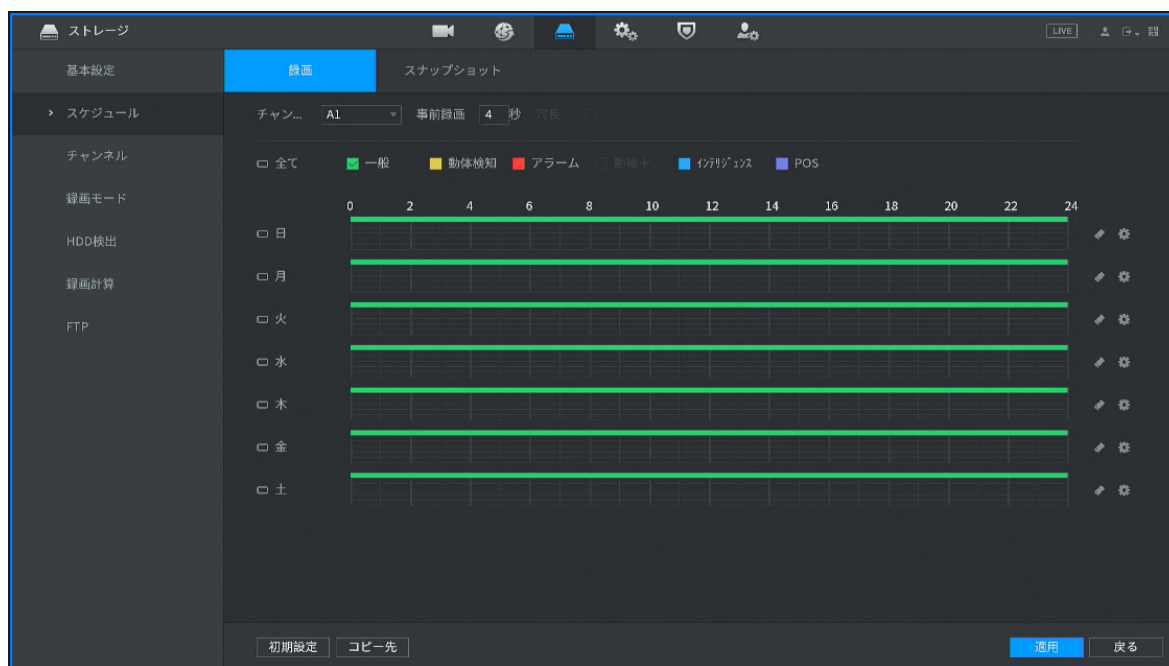 ストレージ LIVE
基本設定 録画 スナップショット
スケジュール チャン... A1 事前録画 4 秒 冗長
チャンネル 全て 一般 動体検知 アラーム 動検+... インテリジェンス POS
録画モード
0 2 4 6 8 10 12 14 16 18 20 22 24
HDD検出 日
録画計算 月
FTP 火
水
木
金
土
初期設定 コピー先 適用 戻る